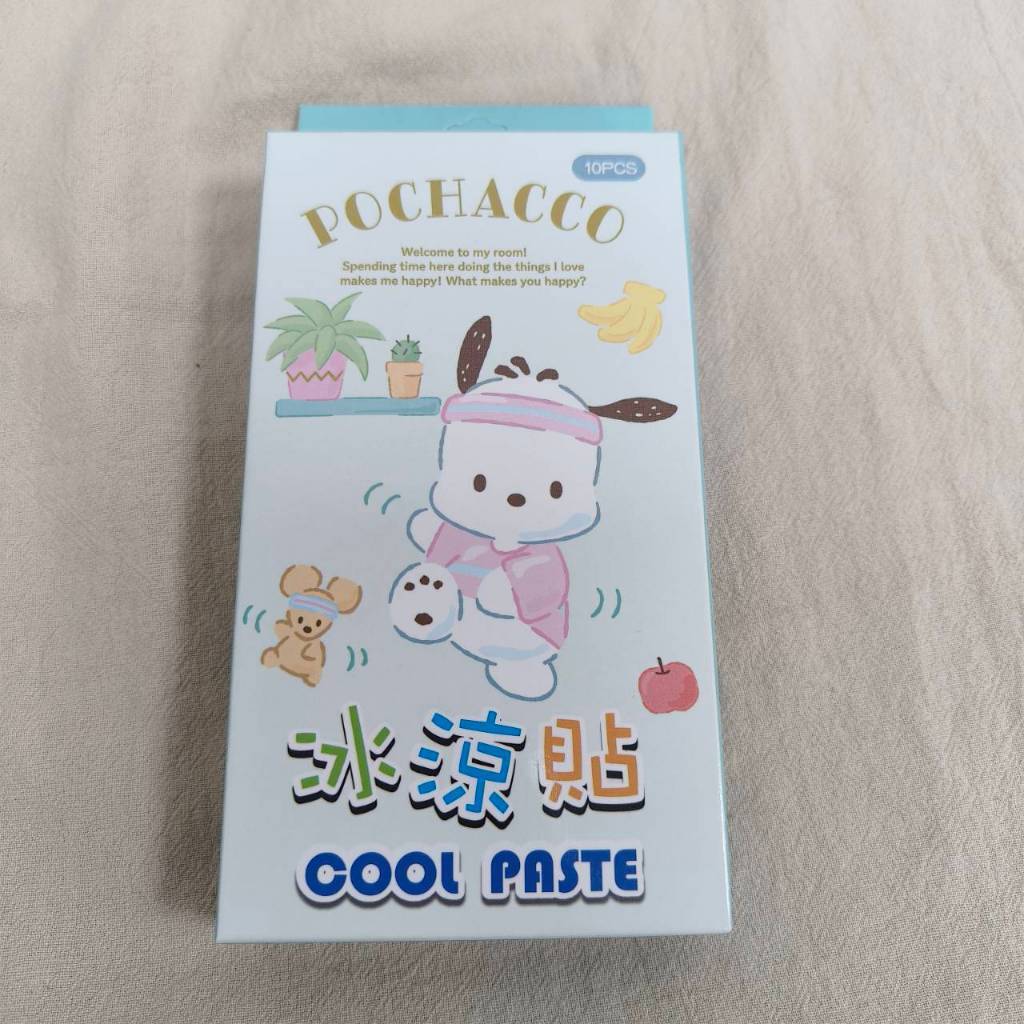 10PCS
POCHACCO
Welcome to my room!
Spending time here doing the things I love
makes me happy! What makes you happy?
冰涼貼
COOL PASTE